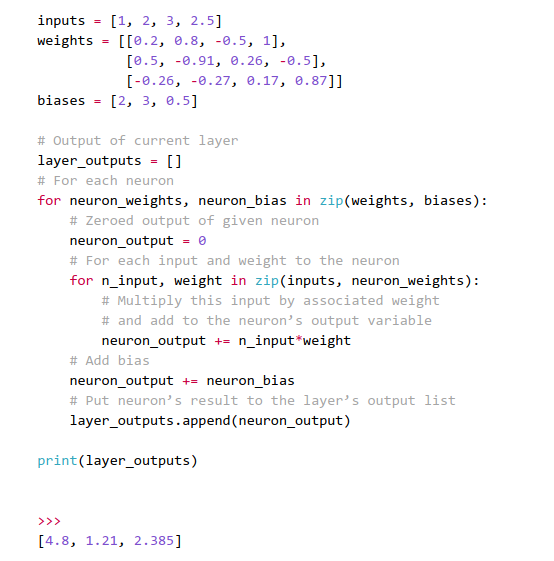 inputs = [1, 2, 3, 2.5]
weights = [[0.2, 0.8, -0.5, 1],
           [0.5, -0.91, 0.26, -0.5],
           [-0.26, -0.27, 0.17, 0.87]]
biases = [2, 3, 0.5]

# Output of current layer
layer_outputs = []
# For each neuron
for neuron_weights, neuron_bias in zip(weights, biases):
    # Zeroed output of given neuron
    neuron_output = 0
    # For each input and weight to the neuron
    for n_input, weight in zip(inputs, neuron_weights):
        # Multiply this input by associated weight
        # and add to the neuron’s output variable
        neuron_output += n_input*weight
    # Add bias
    neuron_output += neuron_bias
    # Put neuron’s result to the layer’s output list
    layer_outputs.append(neuron_output)

print(layer_outputs)

>>>
[4.8, 1.21, 2.385]